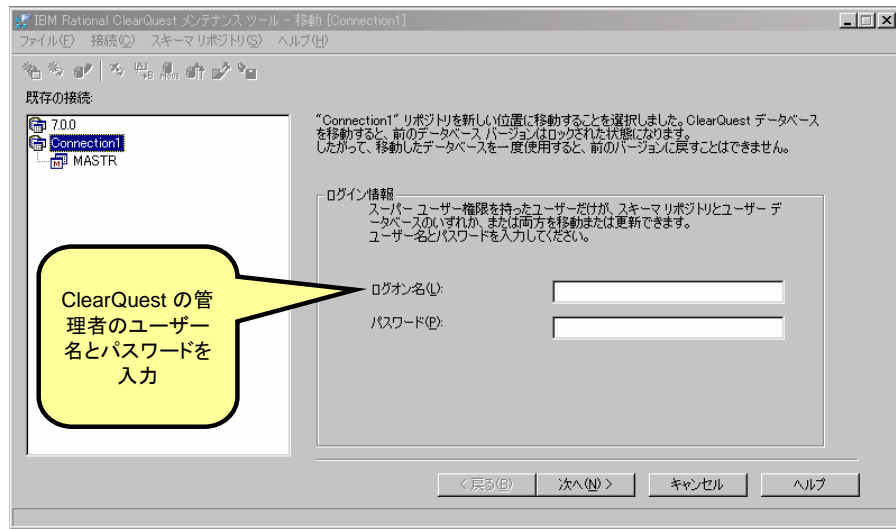 IBM Rational ClearQuest メンテナンス ツール - 移動 [Connection1]
ファイル(F) 接続(C) スキーマ リポジトリ(S) ヘルプ(H)
既存の接続:
7.0.0
Connection1
MASTR
"Connection1" リポジトリを新しい位置に移動することを選択しました。ClearQuest データベース
を移動すると、前のデータベース バージョンはロックされた状態になります。
したがって、移動したデータベースを一度使用すると、前のバージョンに戻すことはできません。
ログイン情報
スーパー ユーザー権限を持ったユーザーだけが、スキーマ リポジトリとユーザー デ
ータベースのいずれか、または両方を移動または更新できます。
ユーザー名とパスワードを入力してください。
ログオン名(L):
パスワード(P):
ClearQuest の管
理者のユーザー
名とパスワードを
入力
< 戻る(B) 次へ(N) > キャンセル ヘルプ